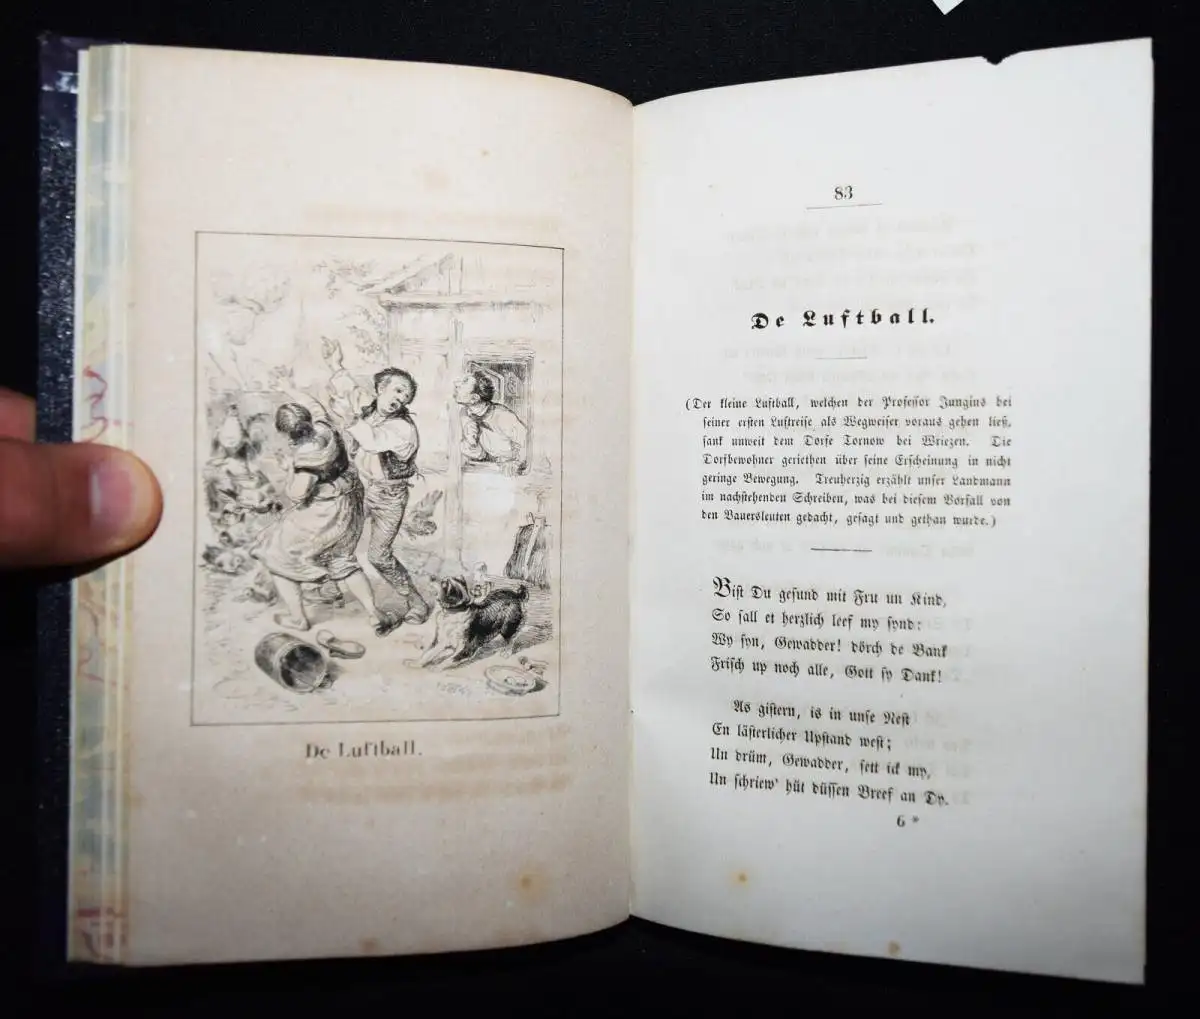 De Luftball.
83
De Luftball.
(Der kleine Luftball, welchen der Professor Jungius bei
seiner ersten Luftreise als Wegweiser voraus gehen ließ,
sank unweit dem Dorfe Tornow bei Wriezen. Die
Dorfbewohner geriethen über seine Erscheinung in nicht
geringe Bewegung. Treuherzig erzählt unser Landmann
im nachstehenden Schreiben, was bei diesem Vorfall von
den Bauersleuten gedacht, gesagt und gethan wurde.)
Bist Du gesund mit Fru un Kind,
So sall et herzlich leef my synd:
Wy syn, Gewadder! dörch de Bank
Frisch up noch alle, Gott sy Dank!
As gistern, is in unse Nest
En lästerlicher Upstand west;
Un drüm, Gewadder, sett ick my,
Un schriew' hüt düssen Breef an Dy.
6 *